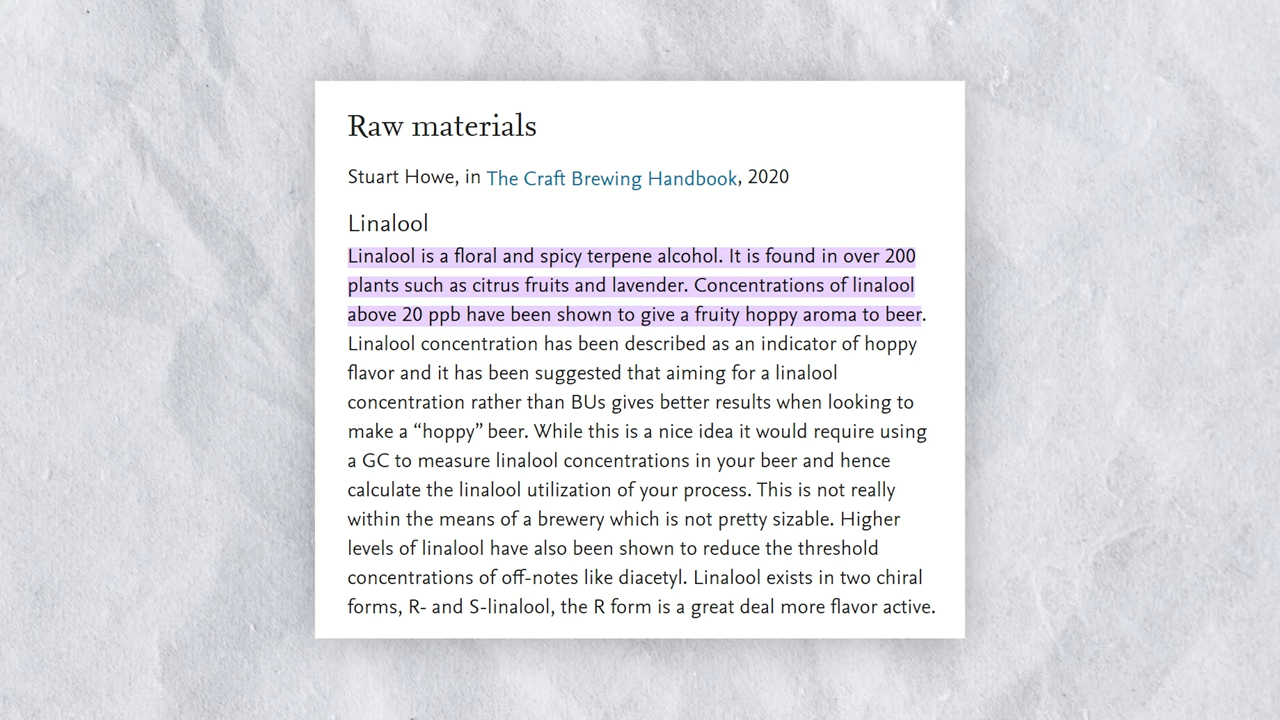 Raw materials
Stuart Howe, in The Craft Brewing Handbook, 2020
Linalool
Linalool is a floral and spicy terpene alcohol. It is found in over 200
plants such as citrus fruits and lavender. Concentrations of linalool
above 20 ppb have been shown to give a fruity hoppy aroma to beer.
Linalool concentration has been described as an indicator of hoppy
flavor and it has been suggested that aiming for a linalool
concentration rather than BUs gives better results when looking to
make a “hoppy” beer. While this is a nice idea it would require using
a GC to measure linalool concentrations in your beer and hence
calculate the linalool utilization of your process. This is not really
within the means of a brewery which is not pretty sizable. Higher
levels of linalool have also been shown to reduce the threshold
concentrations of off-notes like diacetyl. Linalool exists in two chiral
forms, R- and S-linalool, the R form is a great deal more flavor active.